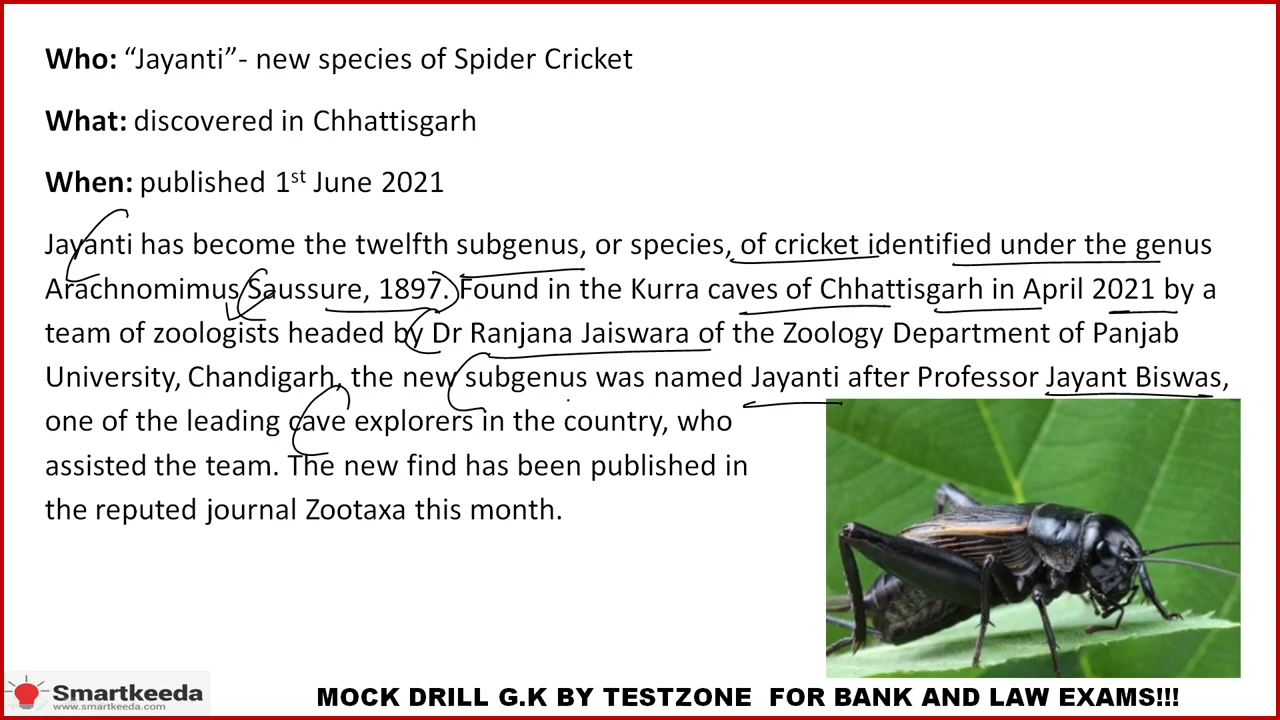 Who: “Jayanti”- new species of Spider Cricket
What: discovered in Chhattisgarh
When: published 1st June 2021
Jayanti has become the twelfth subgenus, or species, of cricket identified under the genus
Arachnomimus Saussure, 1897. Found in the Kurra caves of Chhattisgarh in April 2021 by a
team of zoologists headed by Dr Ranjana Jaiswara of the Zoology Department of Panjab
University, Chandigarh, the new subgenus was named Jayanti after Professor Jayant Biswas,
one of the leading cave explorers in the country, who
assisted the team. The new find has been published in
the reputed journal Zootaxa this month.
Smartkeeda
www.smartkeeda.com
MOCK DRILL G.K BY TESTZONE FOR BANK AND LAW EXAMS!!!